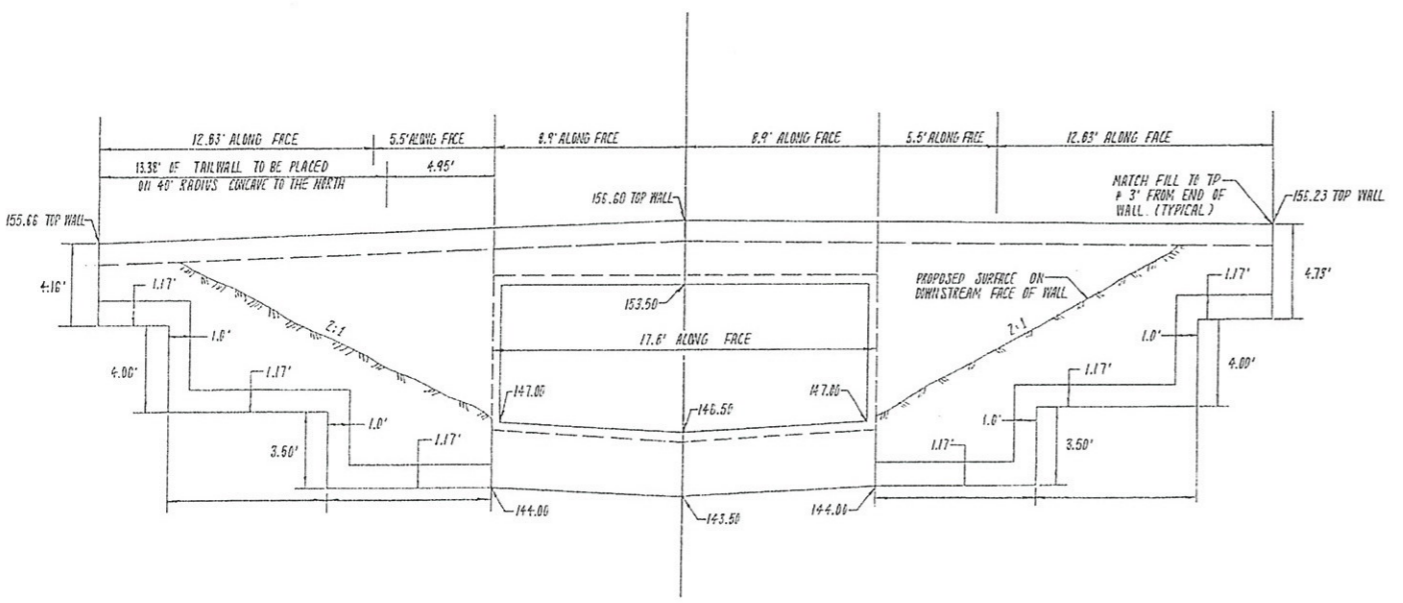 12.83' ALONG FACE
5.5' ALONG FACE
8.9' ALONG FACE
8.9' ALONG FACE
5.5' ALONG FACE
12.83' ALONG FACE
13.38' OF TAILWALL TO BE PLACED
ON 40' RADIUS CONCAVE TO THE NORTH
4.95'
MATCH FILL TO TP
3' FROM END OF
WALL. (TYPICAL)
155.66 TOP WALL
156.60 TOP WALL
156.23 TOP WALL
4.16'
1.17'
1.0'
2:1
153.50
PROPOSED SURFACE ON
DOWNSTREAM FACE OF WALL
2:1
1.17'
4.73'
1.0'
17.8' ALONG FACE
4.00'
1.17'
1.0'
3.50'
1.17'
147.00
146.50
147.00
1.17'
4.00'
1.0'
3.50'
1.17'
144.00
143.50
144.00